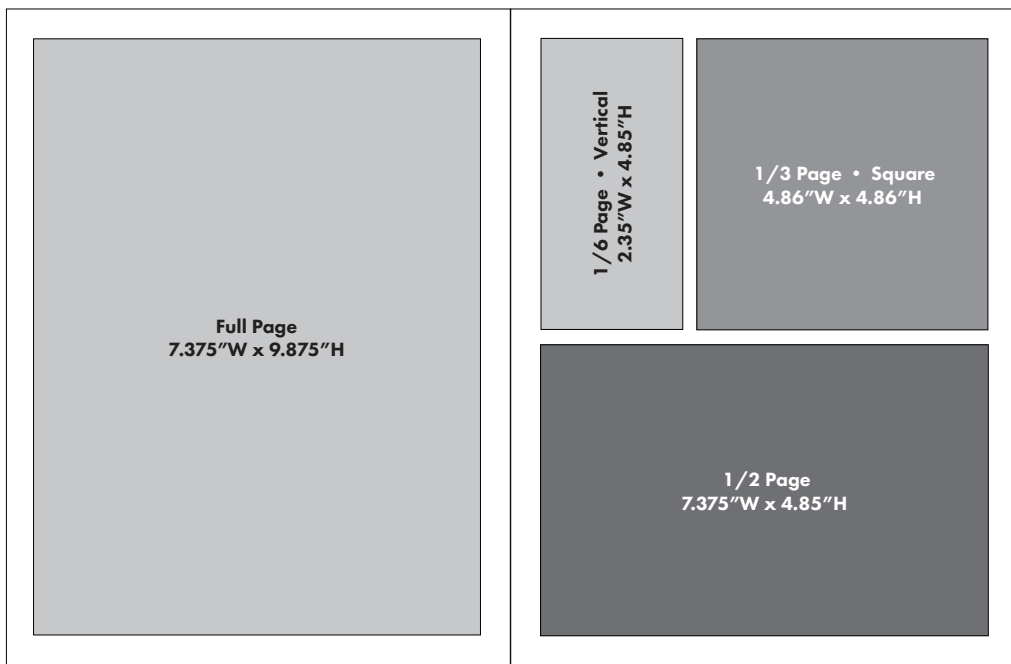 Full Page
7.375″W x 9.875″H
1/6 Page • Vertical
2.35″W x 4.85″H
1/3 Page • Square
4.86″W x 4.86″H
1/2 Page
7.375″W x 4.85″H